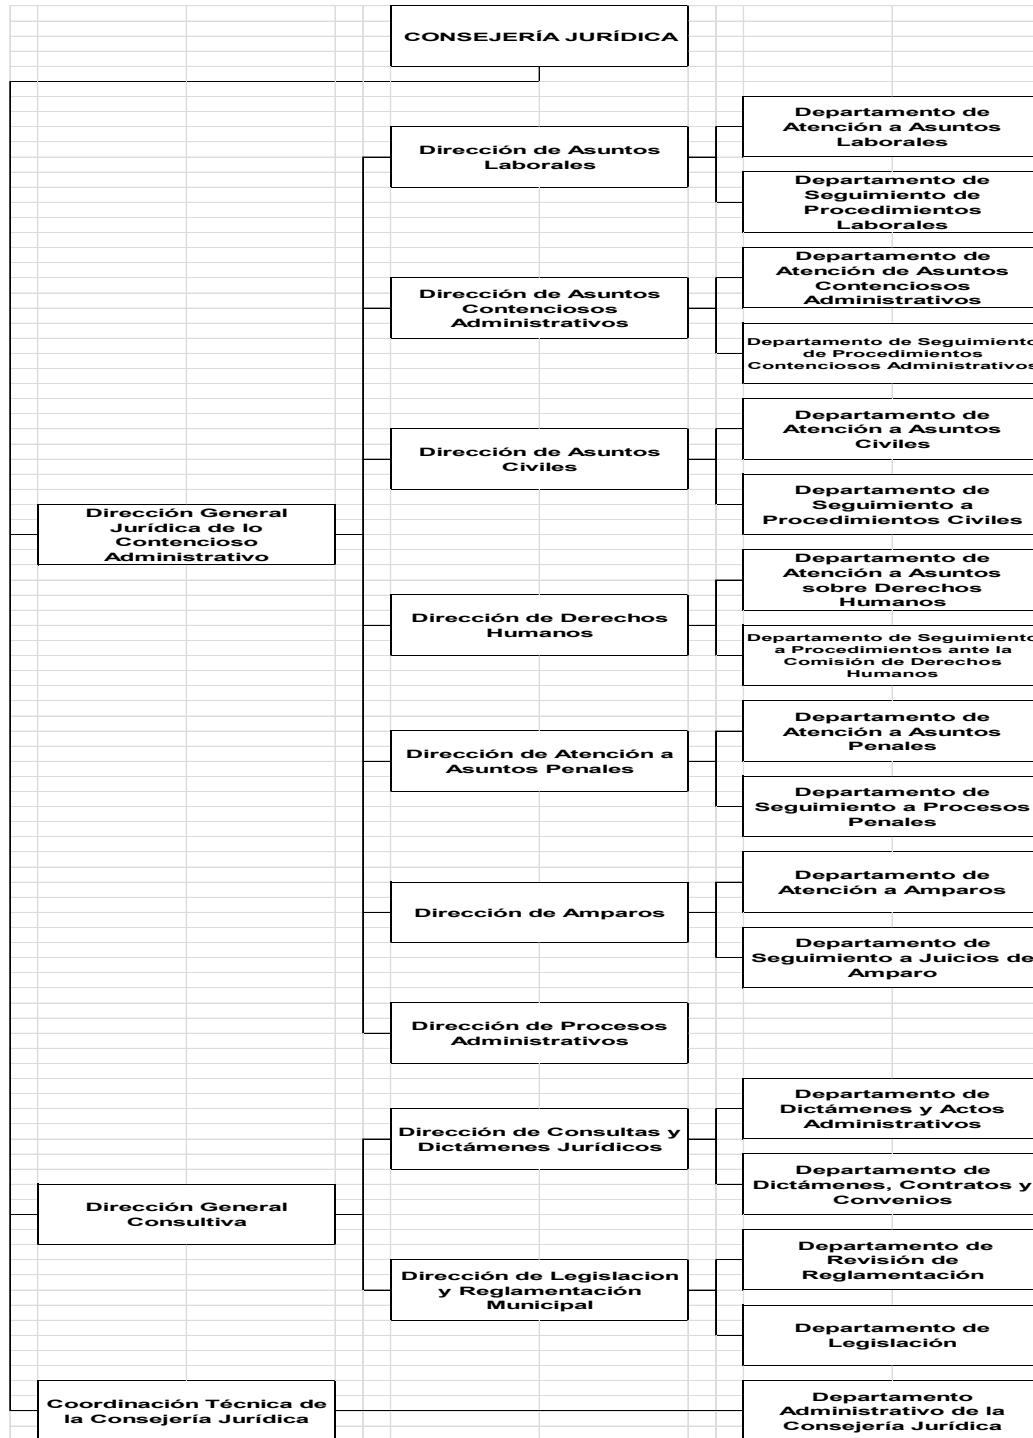 CONSEJERÍA JURÍDICA
Dirección General
Jurídica de lo
Contencioso
Administrativo
Dirección de Asuntos
Laborales
Departamento de
Atención a Asuntos
Laborales
Departamento de
Seguimiento de
Procedimientos
Laborales
Dirección de Asuntos
Contenciosos
Administrativos
Departamento de
Atención de Asuntos
Contenciosos
Administrativos
Departamento de Seguimiento
de Procedimientos
Contenciosos Administrativos
Dirección de Asuntos
Civiles
Departamento de
Atención a Asuntos
Civiles
Departamento de
Seguimiento a
Procedimientos Civiles
Dirección de Derechos
Humanos
Departamento de
Atención a Asuntos
sobre Derechos
Humanos
Departamento de Seguimiento
a Procedimientos ante la
Comisión de Derechos
Humanos
Dirección de Atención a
Asuntos Penales
Departamento de
Atención a Asuntos
Penales
Departamento de
Seguimiento a Procesos
Penales
Dirección de Amparos
Departamento de
Atención a Amparos
Departamento de
Seguimiento a Juicios de
Amparo
Dirección de Procesos
Administrativos
Dirección General
Consultiva
Dirección de Consultas y
Dictámenes Jurídicos
Departamento de
Dictámenes y Actos
Administrativos
Departamento de
Dictámenes, Contratos y
Convenios
Dirección de Legislacion
y Reglamentación
Municipal
Departamento de
Revisión de
Reglamentación
Departamento de
Legislación
Coordinación Técnica de
la Consejería Jurídica
Departamento
Administrativo de la
Consejería Jurídica